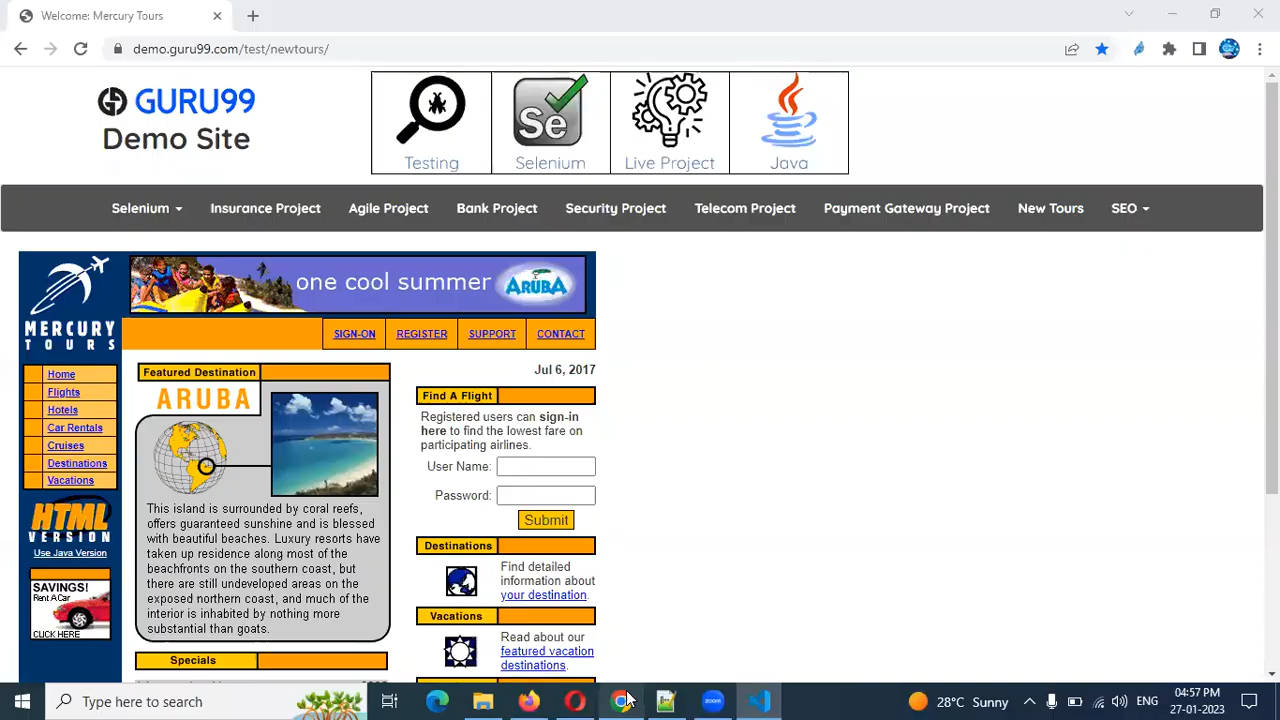 Welcome: Mercury Tours
demo.guru99.com/test/newtours/
GURU99
Demo Site
Testing
Se
Selenium
Live Project
Java
Selenium
Insurance Project
Agile Project
Bank Project
Security Project
Telecom Project
Payment Gateway Project
New Tours
SEO
MERCURY
TOURS
one cool summer
ARUBA
SIGN-ON
REGISTER
SUPPORT
CONTACT
Home
Flights
Hotels
Car Rentals
Cruises
Destinations
Vacations
HTML
VERSION
Use Java Version
SAVINGS!
Rent A Car
CLICK HERE
Featured Destination
ARUBA
This island is surrounded by coral reefs,
offers guaranteed sunshine and is blessed
with beautiful beaches. Luxury resorts have
taken up residence along most of the
beachfronts on the southern coast, but
there are still undeveloped areas on the
exposed northern coast, and much of the
interior is inhabited by nothing more
substantial than goats.
Specials
Jul 6, 2017
Find A Flight
Registered users can sign-in
here to find the lowest fare on
participating airlines.
User Name:
Password:
Submit
Destinations
Find detailed
information about
your destination.
Vacations
Read about our
featured vacation
destinations.
Type here to search
zoom
28°C Sunny
ENG
04:57 PM
27-01-2023